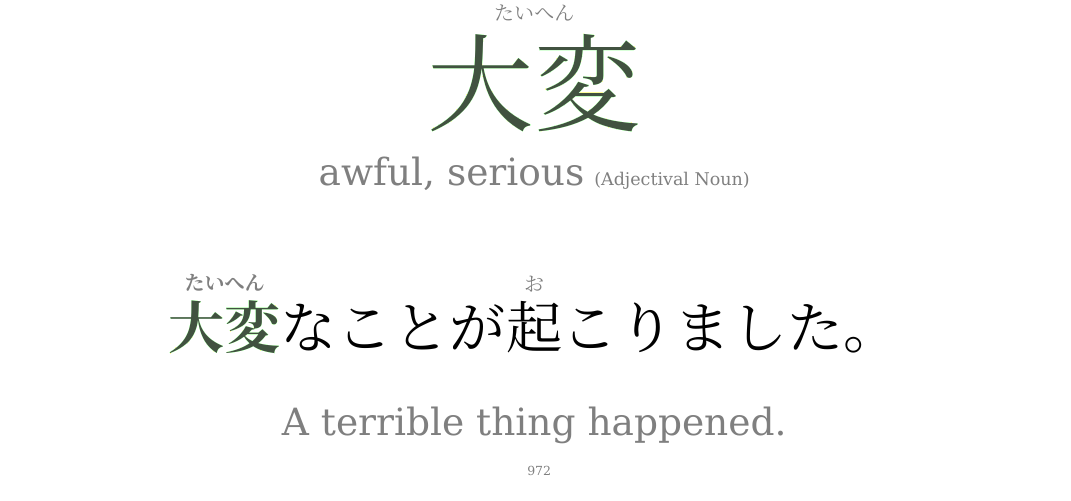 たいへん
大変
awful, serious (Adjectival Noun)
たいへん お
大変なことが起こりました。
A terrible thing happened.
972